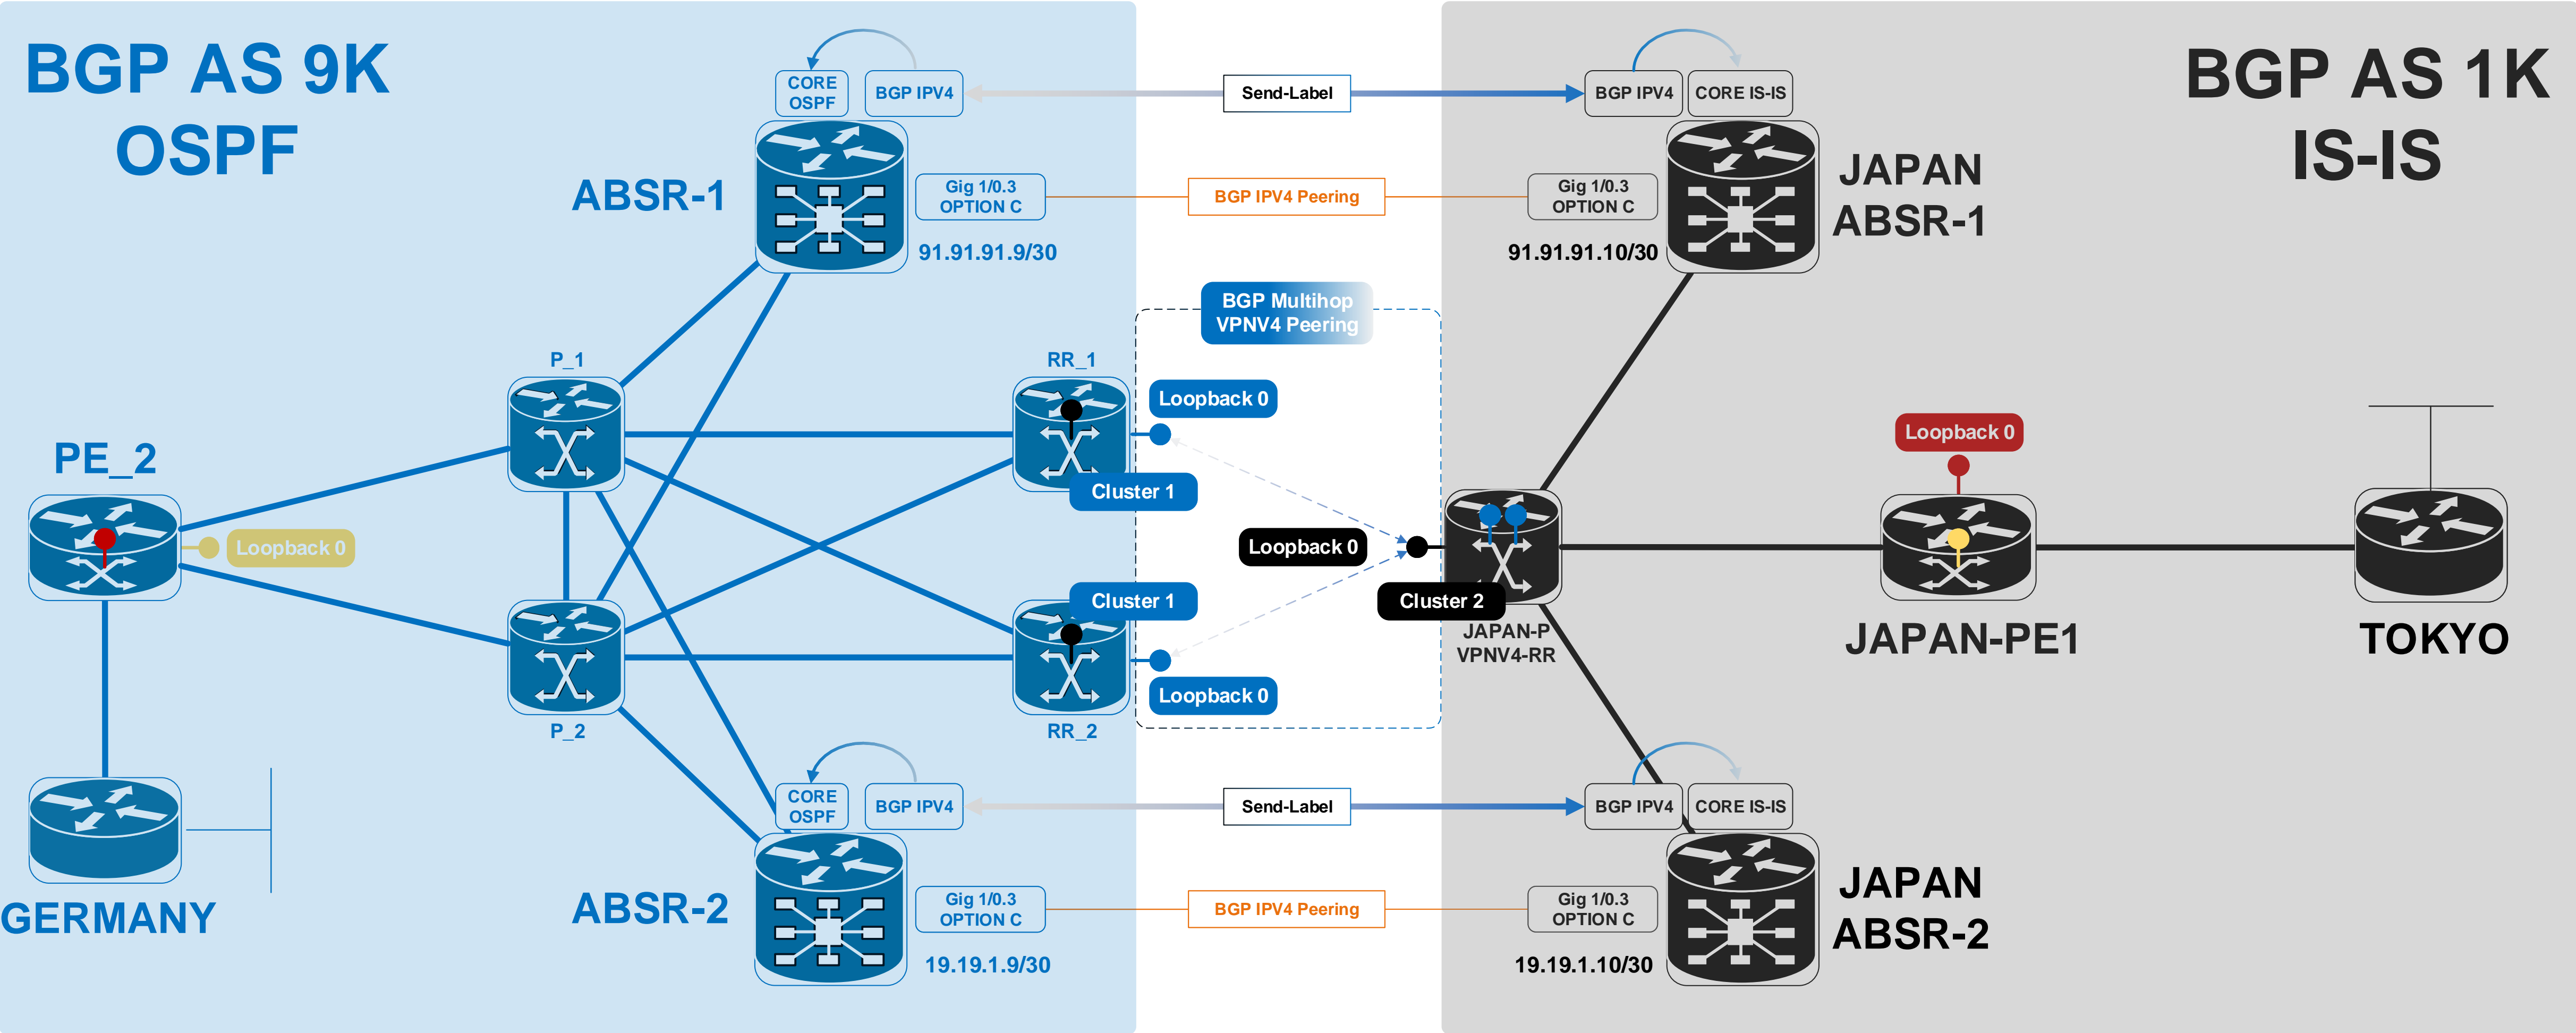 BGP AS 9K
OSPF
BGP AS 1K
IS-IS
CORE
OSPF
BGP IPV4
Send-Label
BGP IPV4
CORE IS-IS
ABSR-1
Gig 1/0.3
OPTION C
BGP IPV4 Peering
Gig 1/0.3
OPTION C
JAPAN
ABSR-1
91.91.91.9/30
91.91.91.10/30
BGP Multihop
VPNV4 Peering
P_1
RR_1
Loopback 0
Loopback 0
PE_2
Cluster 1
Loopback 0
Loopback 0
Cluster 1
Cluster 2
JAPAN-P
VPNV4-RR
JAPAN-PE1
TOKYO
Loopback 0
P_2
RR_2
CORE
OSPF
BGP IPV4
Send-Label
BGP IPV4
CORE IS-IS
GERMANY
ABSR-2
Gig 1/0.3
OPTION C
BGP IPV4 Peering
Gig 1/0.3
OPTION C
JAPAN
ABSR-2
19.19.1.9/30
19.19.1.10/30